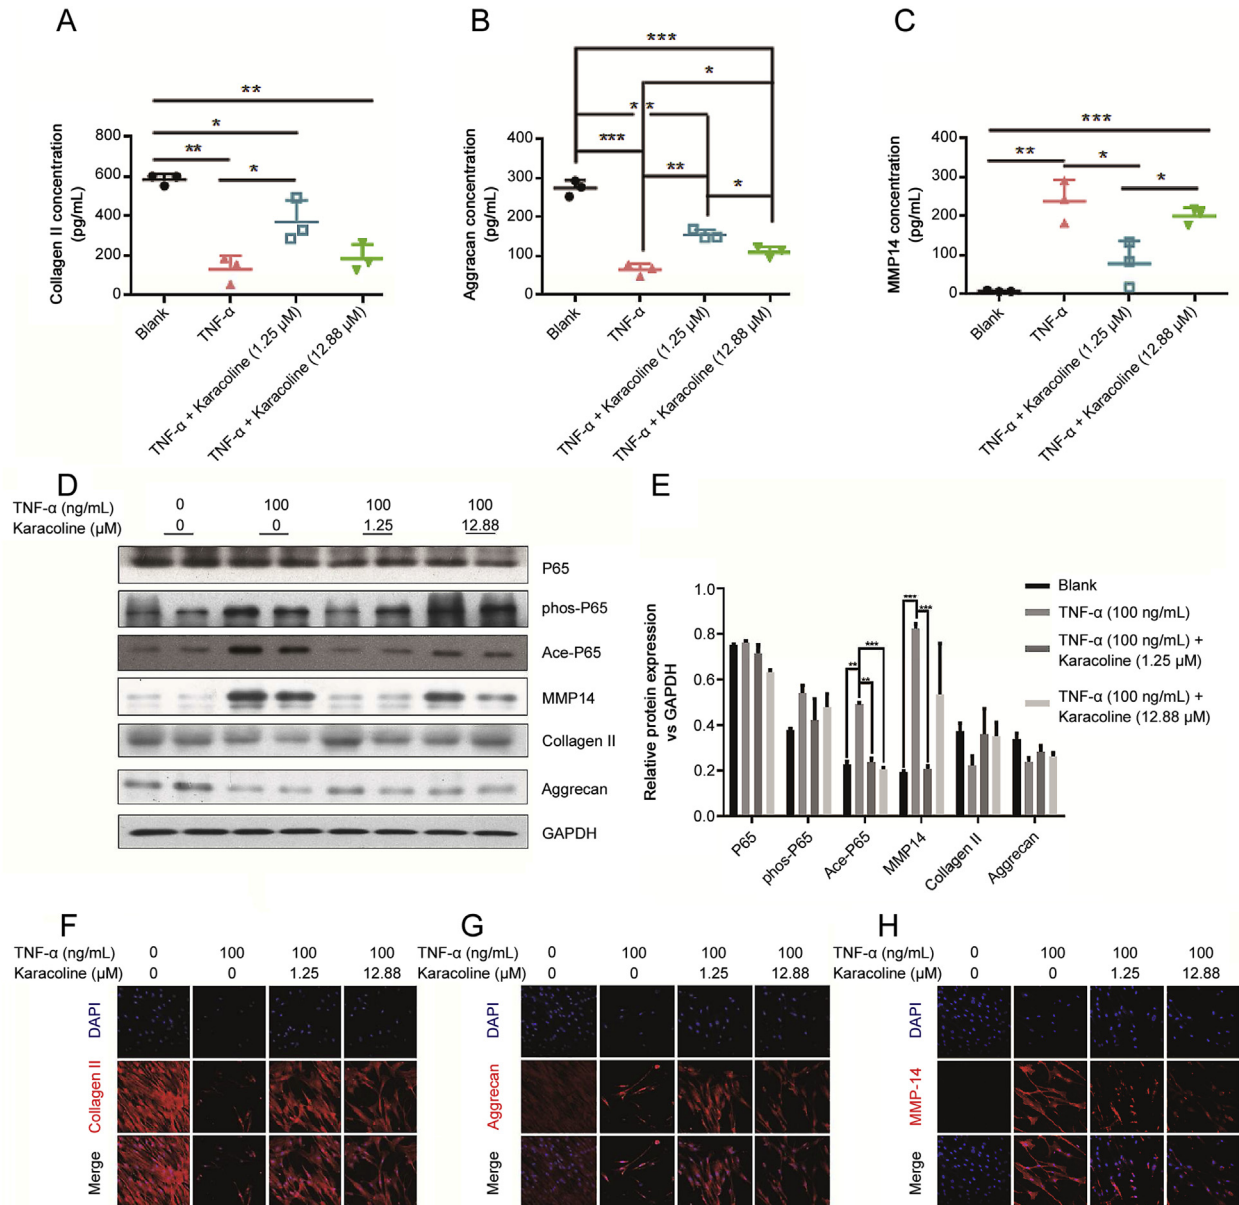 A
B
C
Collagen II concentration
(pg/mL)
800
600
400
200
0
**
*
**
*
Blank
TNF-α
TNF-α + Karacoline (1.25 µM)
TNF-α + Karacoline (12.88 µM)
Aggracan concentration
(pg/mL)
400
300
200
100
0
***
*
* *
***
**
*
Blank
TNF-α
TNF-α + Karacoline (1.25 µM)
TNF-α + Karacoline (12.88 µM)
MMP14 concentration
(pg/mL)
400
300
200
100
0
***
**
*
*
Blank
TNF-α
TNF-α + Karacoline (1.25 µM)
TNF-α + Karacoline (12.88 µM)
D
TNF-α (ng/mL) 0 100 100 100
Karacoline (µM) 0 0 1.25 12.88
P65
phos-P65
Ace-P65
MMP14
Collagen II
Aggrecan
GAPDH
E
Relative protein expression
vs GAPDH
1.0
0.8
0.6
0.4
0.2
0.0
** *** **
*** ***
P65
phos-P65
Ace-P65
MMP14
Collagen II
Aggrecan
Blank
TNF-α (100 ng/mL)
TNF-α (100 ng/mL) +
Karacoline (1.25 µM)
TNF-α (100 ng/mL) +
Karacoline (12.88 µM)
F
TNF-α (ng/mL) 0 100 100 100
Karacoline (µM) 0 0 1.25 12.88
DAPI
Collagen II
Merge
G
TNF-α (ng/mL) 0 100 100 100
Karacoline (µM) 0 0 1.25 12.88
DAPI
Aggrecan
Merge
H
TNF-α (ng/mL) 0 100 100 100
Karacoline (µM) 0 0 1.25 12.88
DAPI
MMP-14
Merge